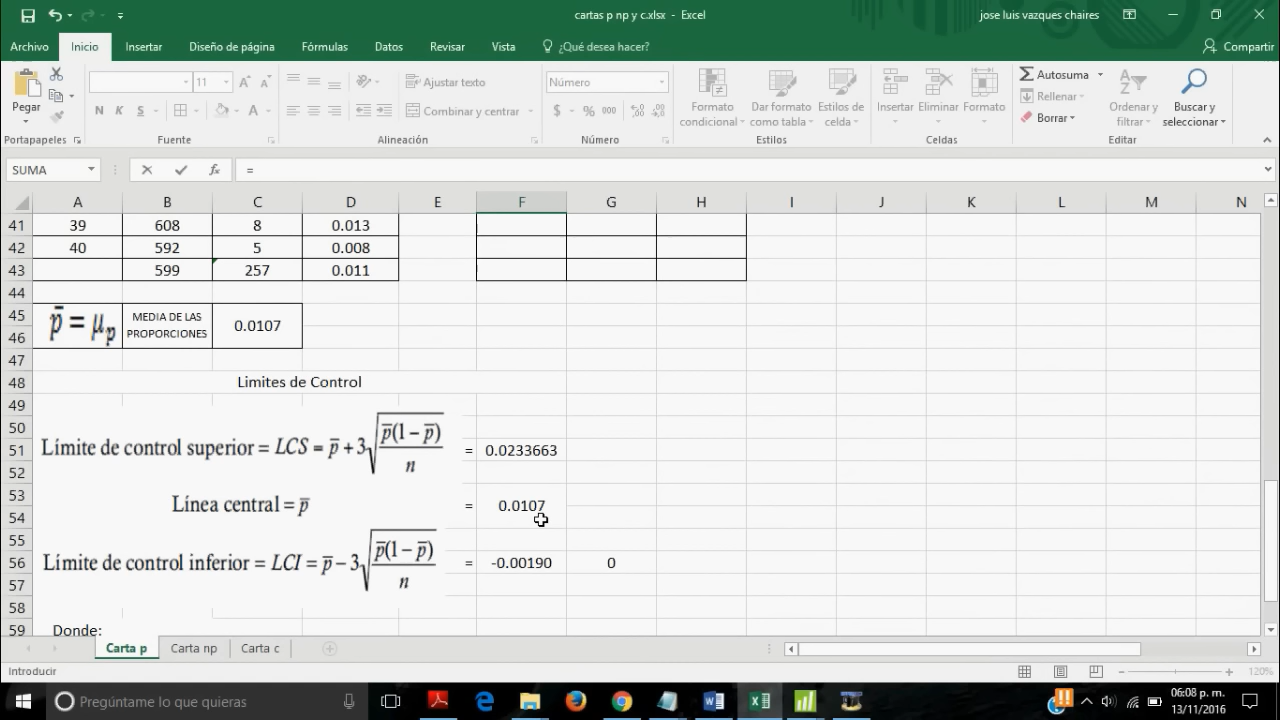 cartas p np y c.xlsx - Excel
jose luis vazques chaires
Archivo Inicio Insertar Diseño de página Fórmulas Datos Revisar Vista ¿Qué desea hacer? Compartir
11 Ajustar texto Número Autosuma
Pegar N K S Combinar y centrar $ % 000 Formato condicional Dar formato como tabla Estilos de celda Insertar Eliminar Formato Rellenar Borrar Ordenar y filtrar Buscar y seleccionar
Portapapeles Fuente Alineación Número Estilos Celdas Editar
SUMA fx =
A B C D E F G H I J K L M N
41 39 608 8 0.013
42 40 592 5 0.008
43 599 257 0.011
44
45 p̄ = μp MEDIA DE LAS 0.0107
46 PROPORCIONES
47
48 Limites de Control
49
50
51 Límite de control superior = LCS = p̄ + 3√(p̄(1 − p̄)/n) = 0.0233663
52
53 Línea central = p̄ = 0.0107
54
55
56 Límite de control inferior = LCI = p̄ − 3√(p̄(1 − p̄)/n) = -0.00190 0
57
58
59 Donde:
Carta p Carta np Carta c
Introducir 120%
Pregúntame lo que quieras
06:08 p. m.
13/11/2016